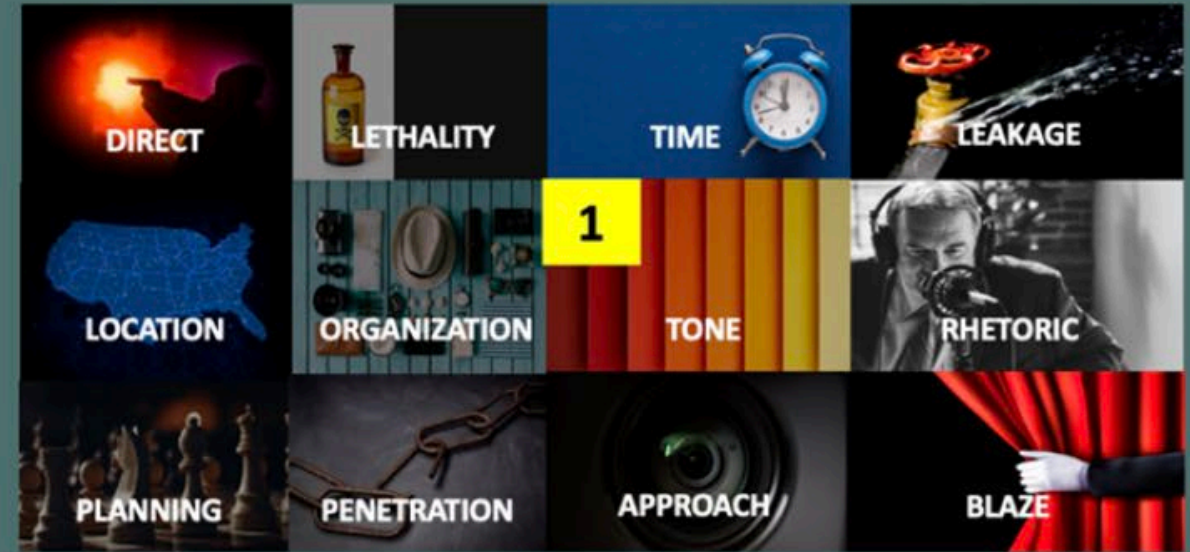 DIRECT
LETHALITY
TIME
LEAKAGE
LOCATION
ORGANIZATION
1
TONE
RHETORIC
PLANNING
PENETRATION
APPROACH
BLAZE